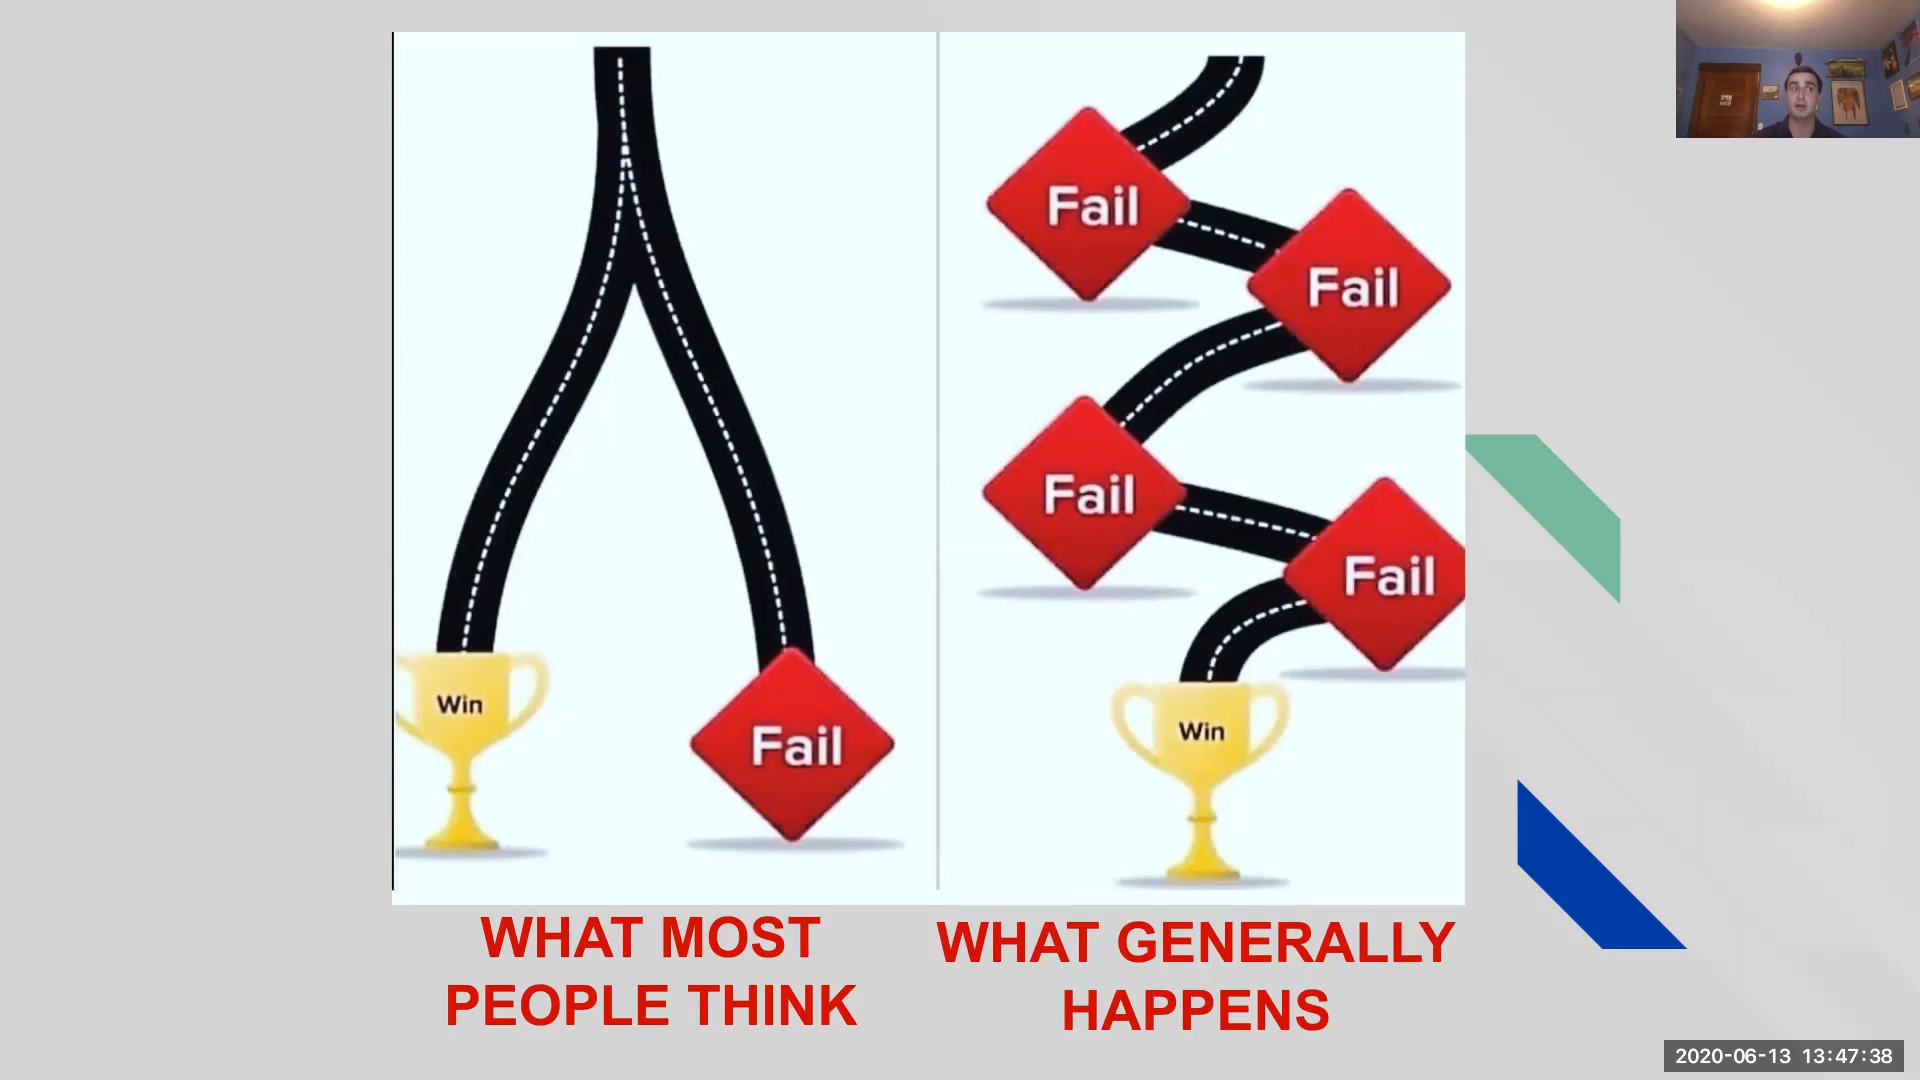 Win
Fail
Fail
Fail
Fail
Fail
Win
WHAT MOST
PEOPLE THINK
WHAT GENERALLY
HAPPENS
2020-06-13 13:47:38